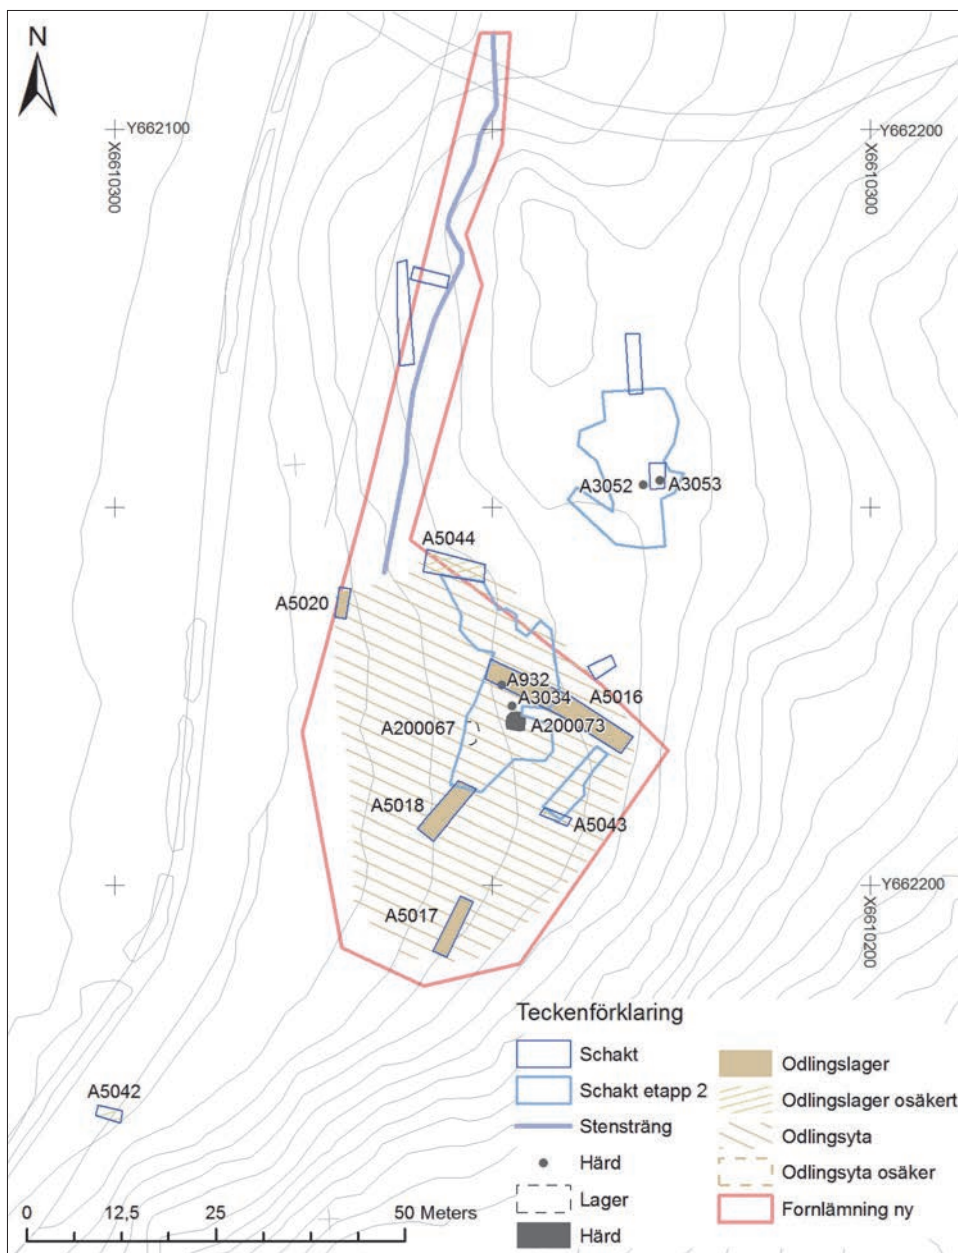 N
Y662100
X6610300
Y662200
X6610300
A3052
A3053
A5044
A5020
A932
A3034
A5016
A200067
A200073
A5018
A5043
A5017
Y662200
X6610200
A5042
Teckenförklaring
Schakt
Schakt etapp 2
Stensträng
Härd
Lager
Härd
Odlingslager
Odlingslager osäkert
Odlingsyta
Odlingsyta osäker
Fornlämning ny
0 12,5 25 50 Meters